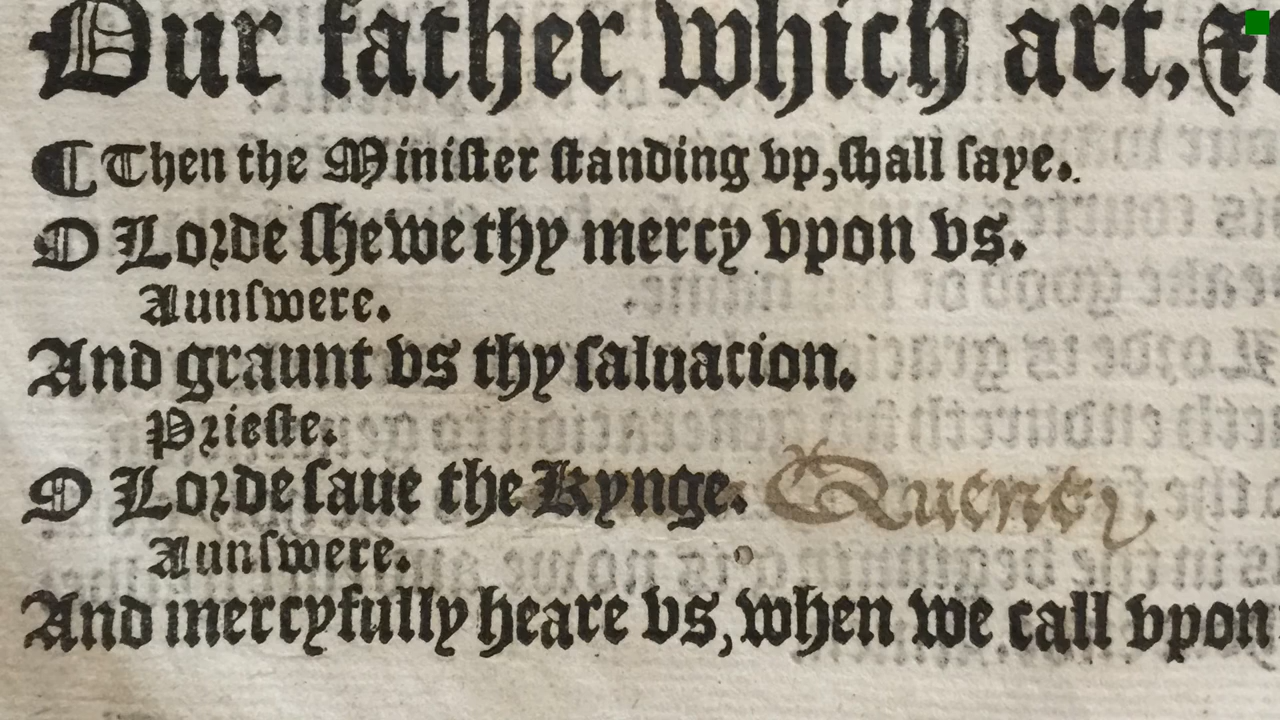 Our father which art, &
¶ Then the Minister standing vp, shall saye.
O Lorde shewe thy mercy vpon vs.
Aunswere.
And graunt vs thy saluacion.
Prieste.
O Lorde saue the Kynge. Quene
Aunswere.
And mercyfully heare vs, when we call vpon